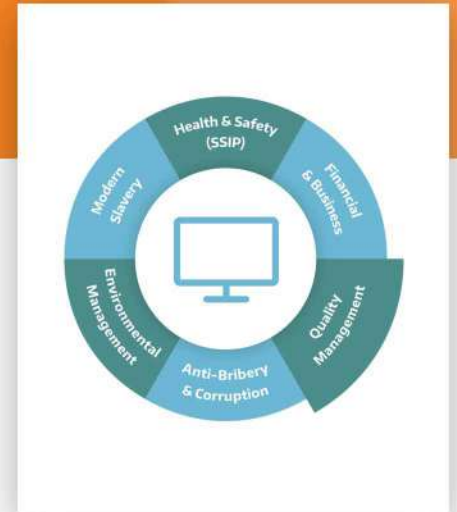 Health & Safety
(SSIP)
Financial
& Business
Quality
Management
Anti-Bribery
& Corruption
Environmental
Management
Modern
Slavery